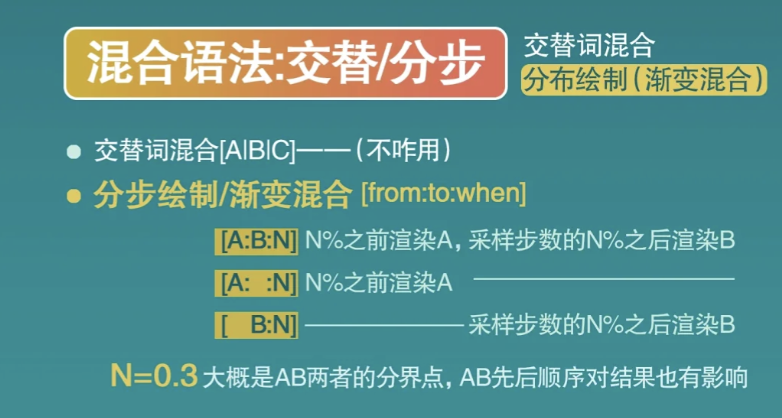 混合语法:交替/分步
交替词混合
分布绘制(渐变混合)
交替词混合[A|B|C]——(不咋用)
分步绘制/渐变混合 [from:to:when]
[A:B:N] N%之前渲染A, 采样步数的N%之后渲染B
[A: :N] N%之前渲染A
[ B:N] 采样步数的N%之后渲染B
N=0.3 大概是AB两者的分界点, AB先后顺序对结果也有影响